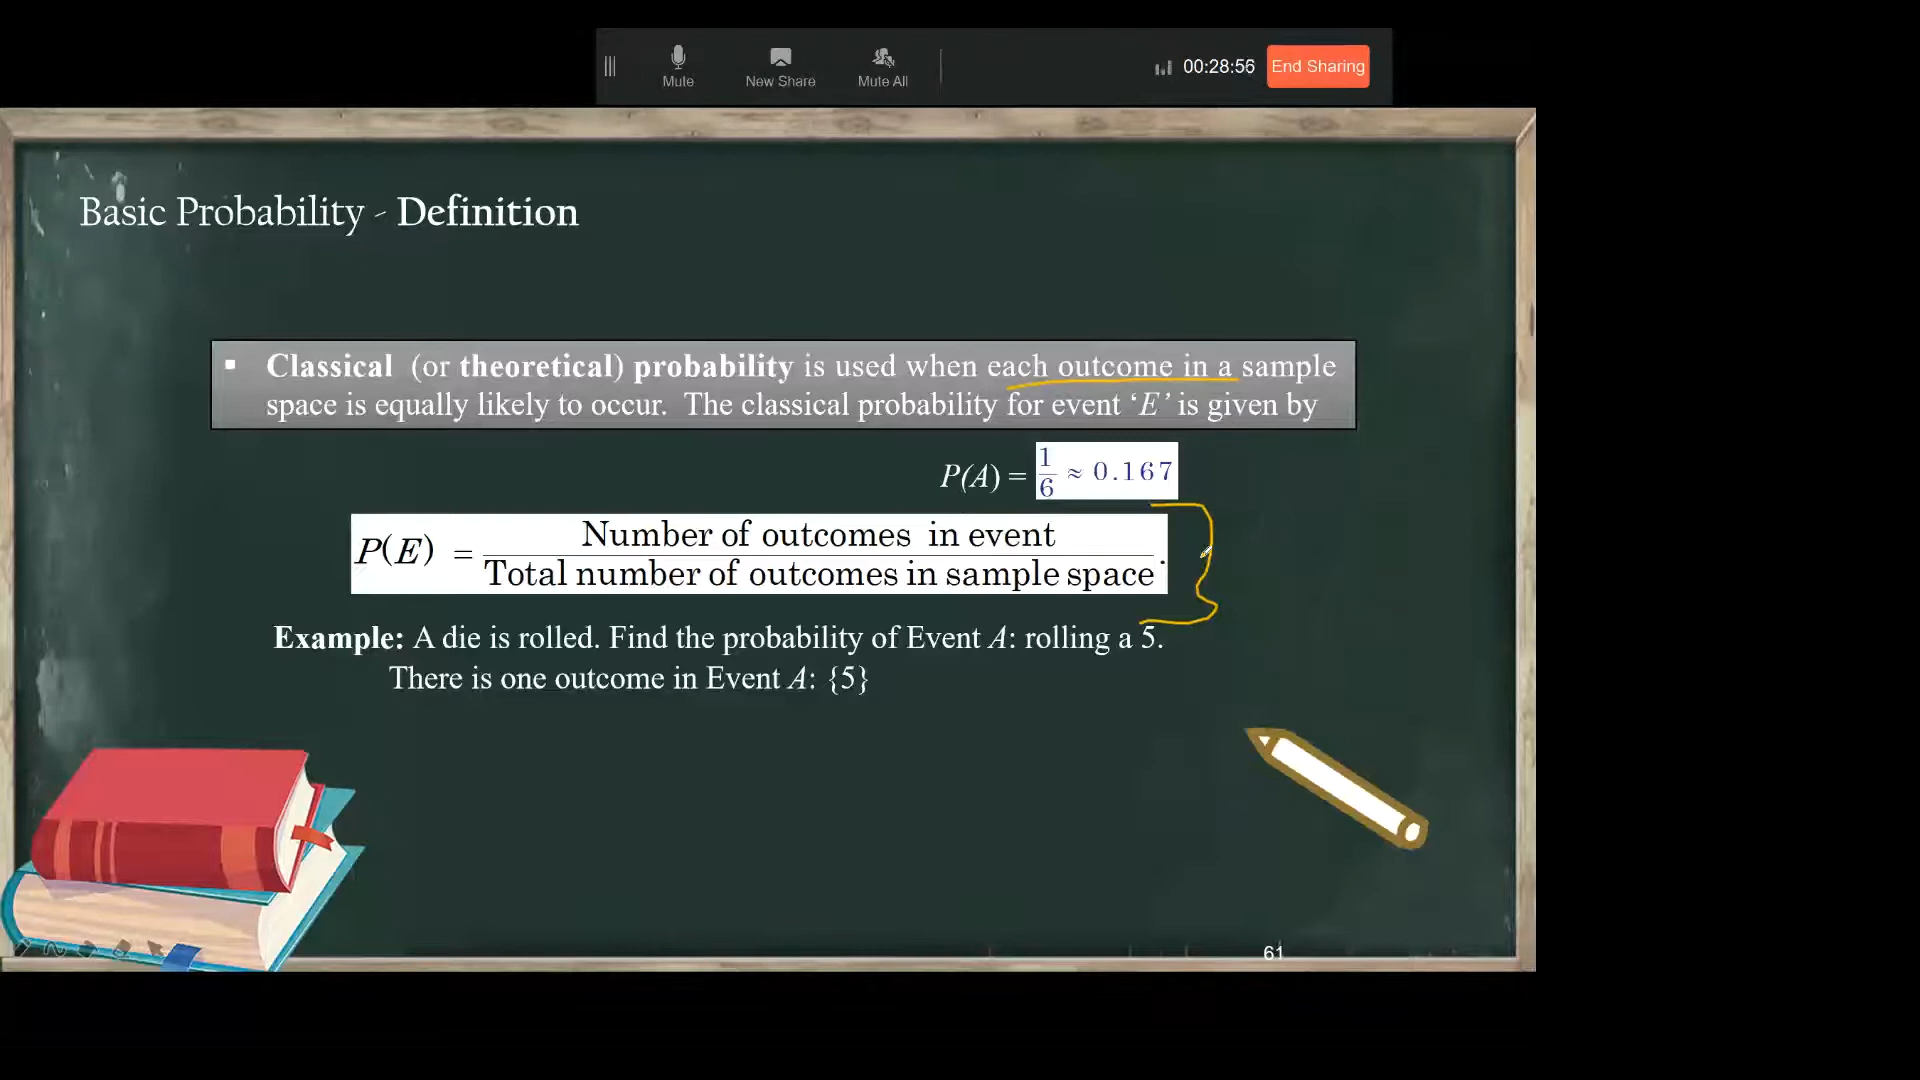 Mute
New Share
Mute All
00:28:56
End Sharing
Basic Probability - Definition
▪ Classical (or theoretical) probability is used when each outcome in a sample
space is equally likely to occur. The classical probability for event ‘E’ is given by
P(A) = 1/6 ≈ 0.167
P(E) = Number of outcomes in event / Total number of outcomes in sample space.
Example: A die is rolled. Find the probability of Event A: rolling a 5.
There is one outcome in Event A: {5}
61